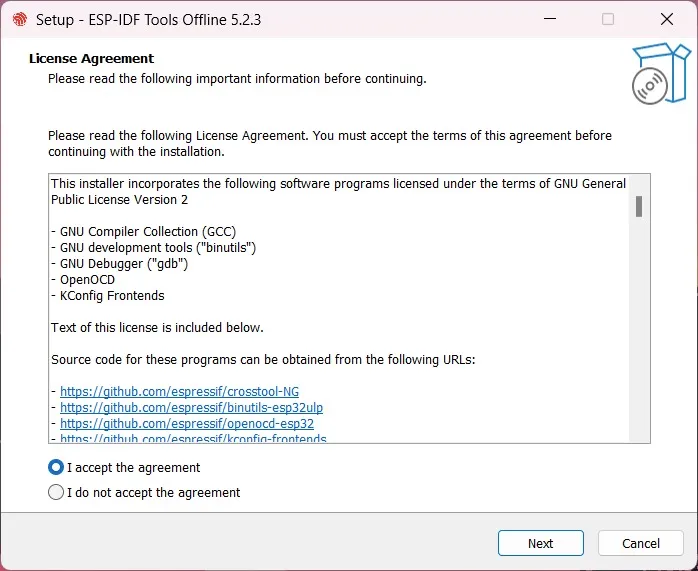 Setup - ESP-IDF Tools Offline 5.2.3
License Agreement
Please read the following important information before continuing.
Please read the following License Agreement. You must accept the terms of this agreement before
continuing with the installation.
This installer incorporates the following software programs licensed under the terms of GNU General
Public License Version 2
- GNU Compiler Collection (GCC)
- GNU development tools ("binutils")
- GNU Debugger ("gdb")
- OpenOCD
- KConfig Frontends
Text of this license is included below.
Source code for these programs can be obtained from the following URLs:
- https://github.com/espressif/crosstool-NG
- https://github.com/espressif/binutils-esp32ulp
- https://github.com/espressif/openocd-esp32
- https://github.com/espressif/kconfig-frontends
I accept the agreement
I do not accept the agreement
Next
Cancel